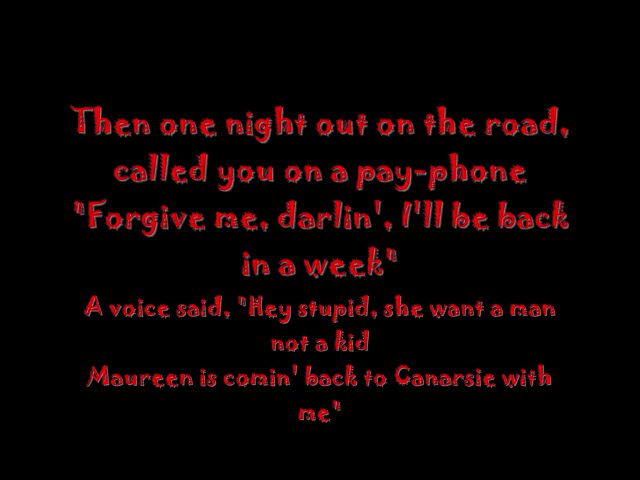 Then one night out on the road,
called you on a pay-phone
"Forgive me, darlin', I'll be back
in a week"
A voice said, "Hey stupid, she want a man
not a kid
Maureen is comin' back to Canarsie with
me"